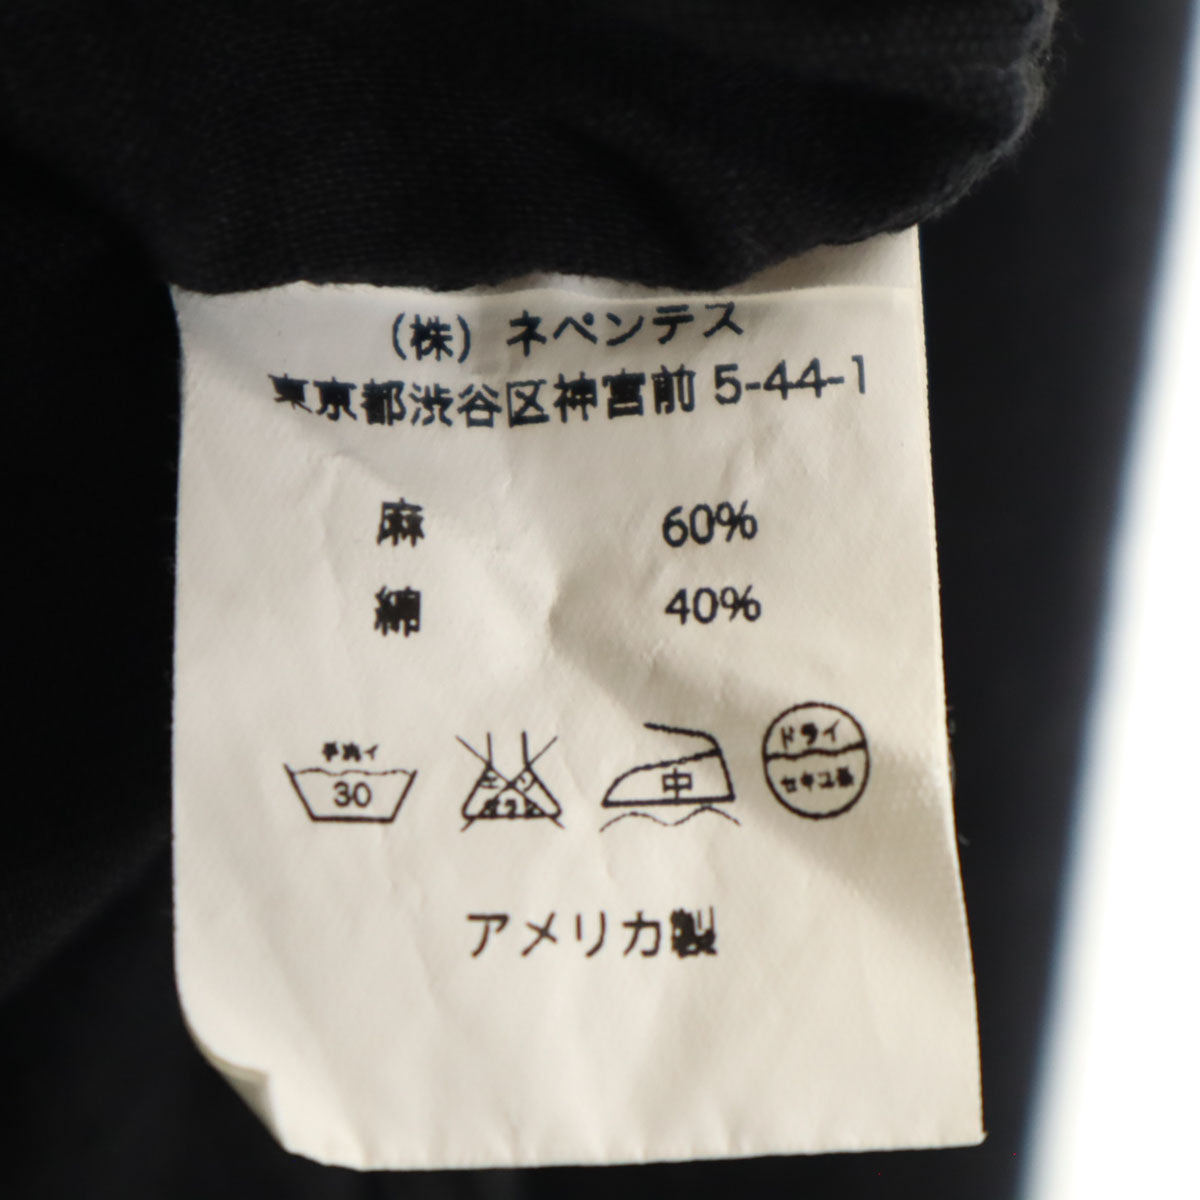 (株) ネペンテス
東京都渋谷区神宮前 5-44-1
麻 60%
綿 40%
手洗イ
30
中
ドライ
セキユ系
アメリカ製